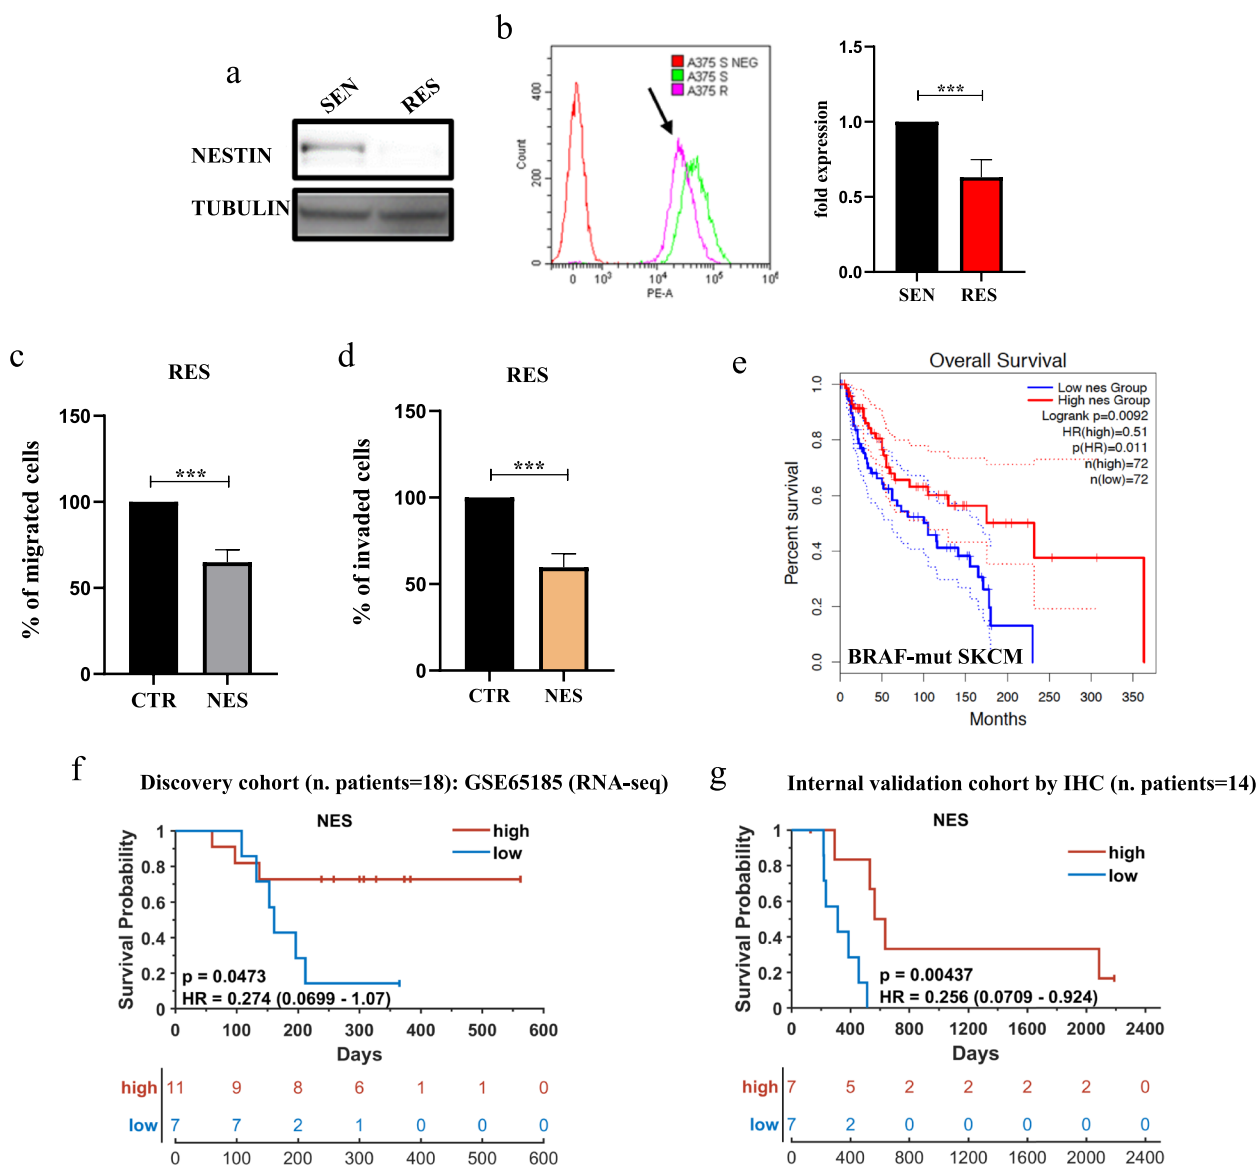 a
SEN RES
NESTIN
TUBULIN
b
A375 S NEG
A375 S
A375 R
Count
400
200
0
0 10³ 10⁴ 10⁵ 10⁶
PE-A
fold expression
1.5
1.0
0.5
0.0
***
SEN RES
c
RES
% of migrated cells
150
100
50
0
***
CTR NES
d
RES
% of invaded cells
150
100
50
0
***
CTR NES
e
Overall Survival
Low nes Group
High nes Group
Logrank p=0.0092
HR(high)=0.51
p(HR)=0.011
n(high)=72
n(low)=72
Percent survival
1.0
0.8
0.6
0.4
0.2
0.0
BRAF-mut SKCM
0 50 100 150 200 250 300 350
Months
f
Discovery cohort (n. patients=18): GSE65185 (RNA-seq)
NES
high
low
Survival Probability
1
0.8
0.6
0.4
0.2
0
p = 0.0473
HR = 0.274 (0.0699 - 1.07)
0 100 200 300 400 500 600
Days
high 11 9 8 6 1 1 0
low 7 7 2 1 0 0 0
0 100 200 300 400 500 600
g
Internal validation cohort by IHC (n. patients=14)
NES
high
low
Survival Probability
1
0.8
0.6
0.4
0.2
0
p = 0.00437
HR = 0.256 (0.0709 - 0.924)
0 400 800 1200 1600 2000 2400
Days
high 7 5 2 2 2 2 0
low 7 2 0 0 0 0 0
0 400 800 1200 1600 2000 2400